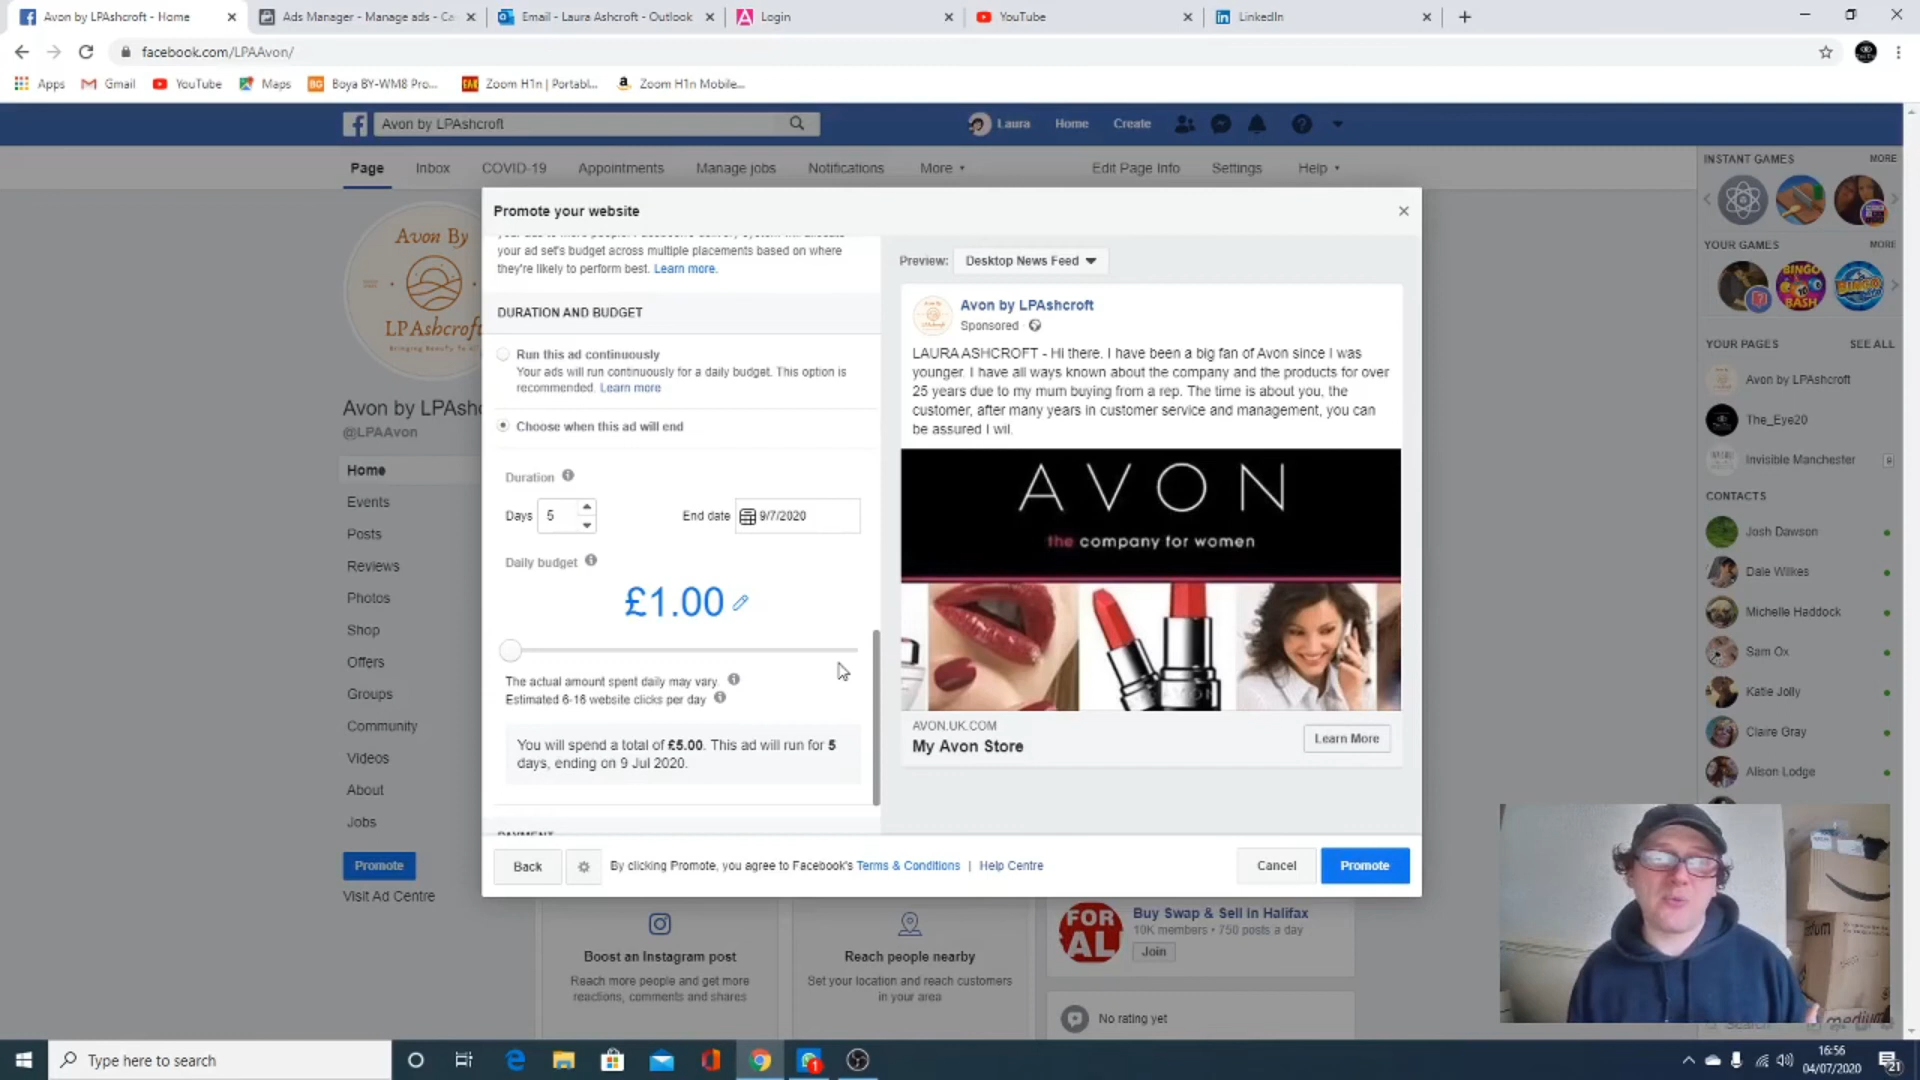 Avon by LPAshcroft - Home
Ads Manager - Manage ads - Ca
Email - Laura Ashcroft - Outlook
Login
YouTube
LinkedIn
facebook.com/LPAAvon/
Apps
Gmail
YouTube
Maps
Boya BY-WM8 Pro...
Zoom H1n | Portabl...
Zoom H1n Mobile...
Avon by LPAshcroft
Laura
Home
Create
Page
Inbox
COVID-19
Appointments
Manage jobs
Notifications
More
Edit Page Info
Settings
Help
Avon By
LPAshcroft
Avon by LPAsh
@LPAAvon
Home
Events
Posts
Reviews
Photos
Shop
Offers
Groups
Community
Videos
About
Jobs
Promote
Visit Ad Centre
Promote your website
your ad set's budget across multiple placements based on where
they're likely to perform best. Learn more.
DURATION AND BUDGET
Run this ad continuously
Your ads will run continuously for a daily budget. This option is
recommended. Learn more
Choose when this ad will end
Duration
Days 5
End date 9/7/2020
Daily budget
£1.00
The actual amount spent daily may vary.
Estimated 6-16 website clicks per day
You will spend a total of £5.00. This ad will run for 5
days, ending on 9 Jul 2020.
PAYMENT
Back
By clicking Promote, you agree to Facebook's Terms & Conditions | Help Centre
Cancel
Promote
Preview: Desktop News Feed
Avon by LPAshcroft
Sponsored
LAURA ASHCROFT - Hi there. I have been a big fan of Avon since I was
younger. I have all ways known about the company and the products for over
25 years due to my mum buying from a rep. The time is about you, the
customer, after many years in customer service and management, you can
be assured I wil.
AVON
the company for women
AVON.UK.COM
My Avon Store
Learn More
Boost an Instagram post
Reach more people and get more
reactions, comments and shares
Reach people nearby
Set your location and reach customers
in your area
FOR
AL
Buy Swap & Sell in Halifax
10K members • 750 posts a day
Join
No rating yet
INSTANT GAMES
MORE
YOUR GAMES
MORE
BINGO BASH
YOUR PAGES
SEE ALL
Avon by LPAshcroft
The_Eye20
Invisible Manchester
9
CONTACTS
Josh Dawson
Dale Wilkes
Michelle Haddock
Sam Ox
Katie Jolly
Claire Gray
Alison Lodge
medium
Search
Type here to search
1
16:56
04/07/2020
21